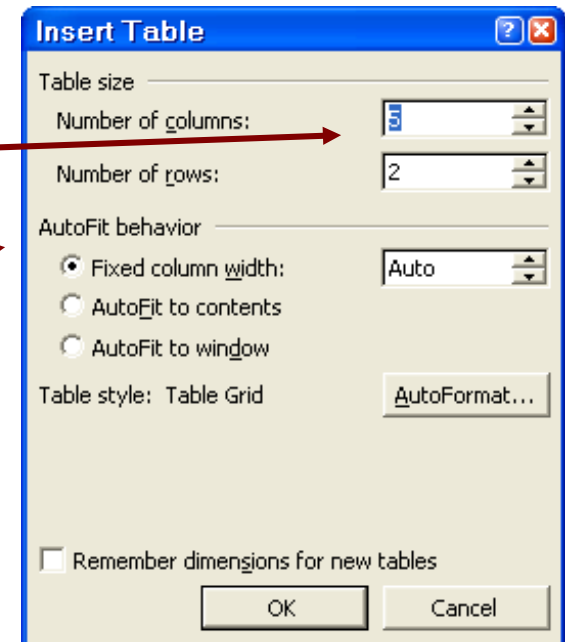 Insert Table
Table size
Number of columns: 5
Number of rows: 2
AutoFit behavior
Fixed column width: Auto
AutoFit to contents
AutoFit to window
Table style: Table Grid AutoFormat...
Remember dimensions for new tables
OK Cancel